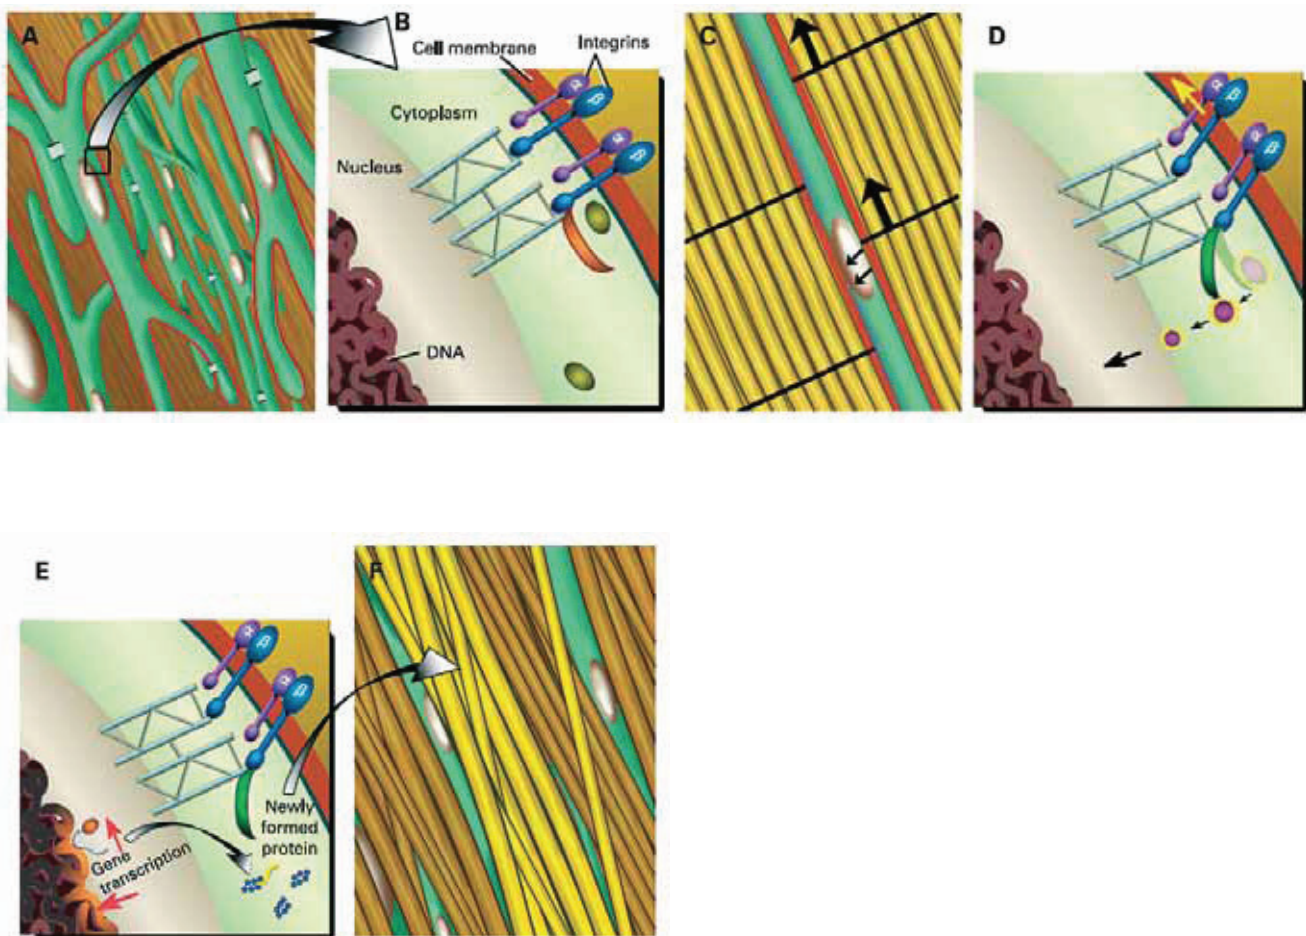 A
B
Cell membrane
Integrins
α
β
Cytoplasm
α
β
Nucleus
DNA
C
D
α
β
α
β
E
α
β
α
β
Newly
formed
protein
Gene
transcription
F